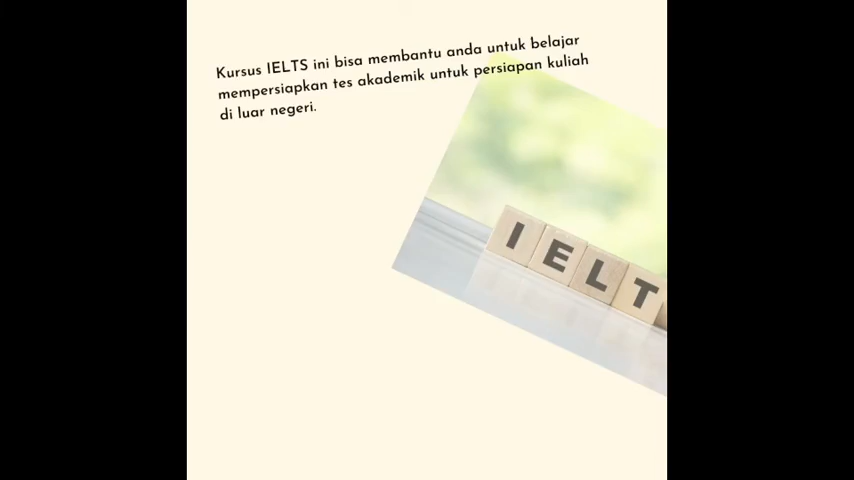 Kursus IELTS ini bisa membantu anda untuk belajar
mempersiapkan tes akademik untuk persiapan kuliah
di luar negeri.
IELT